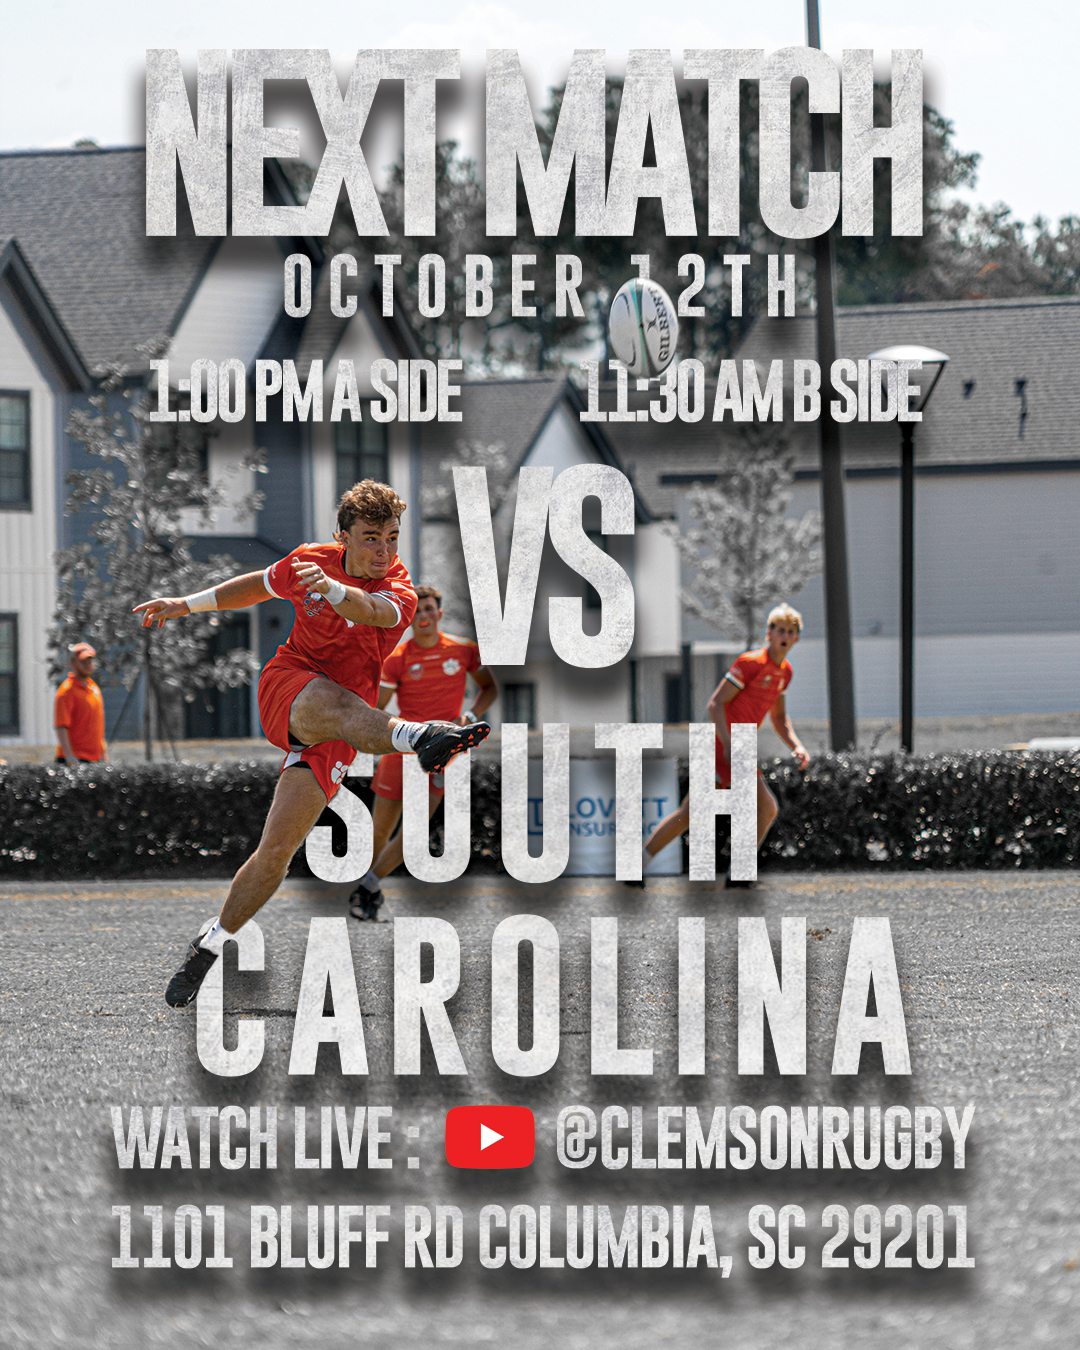 NEXT MATCH
OCTOBER 12TH
GILBERT
1:00 PM A SIDE 11:30 AM B SIDE
VS
SOUTH
CAROLINA
WATCH LIVE : @CLEMSONRUGBY
1101 BLUFF RD COLUMBIA, SC 29201